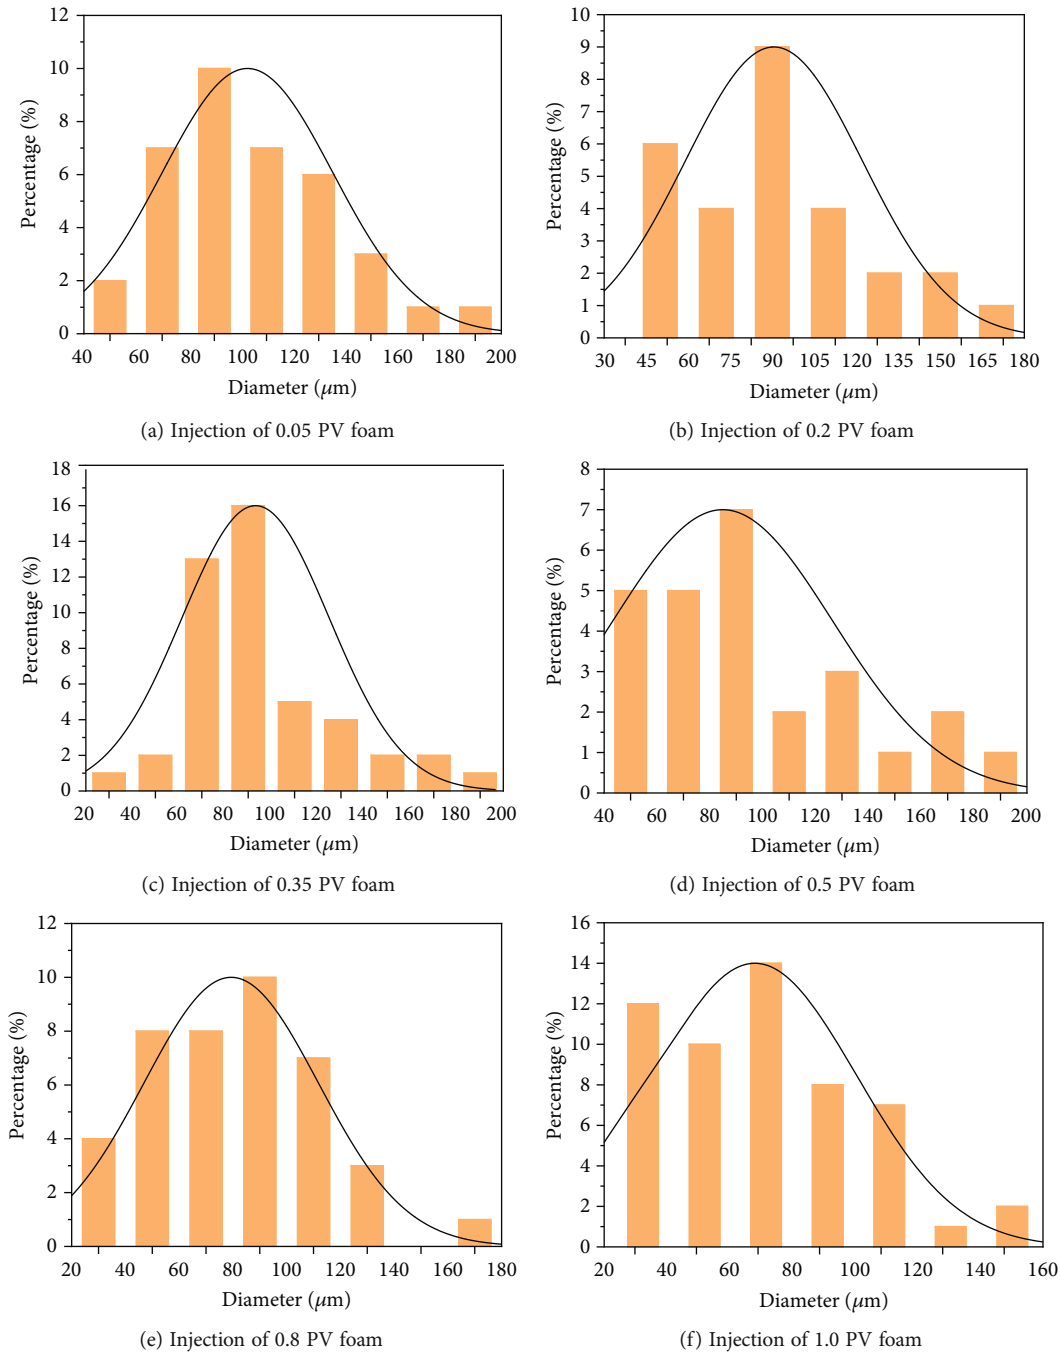 12
10
8
6
4
2
0
Percentage (%)
40 60 80 100 120 140 160 180 200
Diameter (μm)
(a) Injection of 0.05 PV foam
10
9
8
7
6
5
4
3
2
1
0
Percentage (%)
30 45 60 75 90 105 120 135 150 165 180
Diameter (μm)
(b) Injection of 0.2 PV foam
18
16
14
12
10
8
6
4
2
0
Percentage (%)
20 40 60 80 100 120 140 160 180 200
Diameter (μm)
(c) Injection of 0.35 PV foam
8
7
6
5
4
3
2
1
0
Percentage (%)
40 60 80 100 120 140 160 180 200
Diameter (μm)
(d) Injection of 0.5 PV foam
12
10
8
6
4
2
0
Percentage (%)
20 40 60 80 100 120 140 160 180
Diameter (μm)
(e) Injection of 0.8 PV foam
16
14
12
10
8
6
4
2
0
Percentage (%)
20 40 60 80 100 120 140 160
Diameter (μm)
(f) Injection of 1.0 PV foam